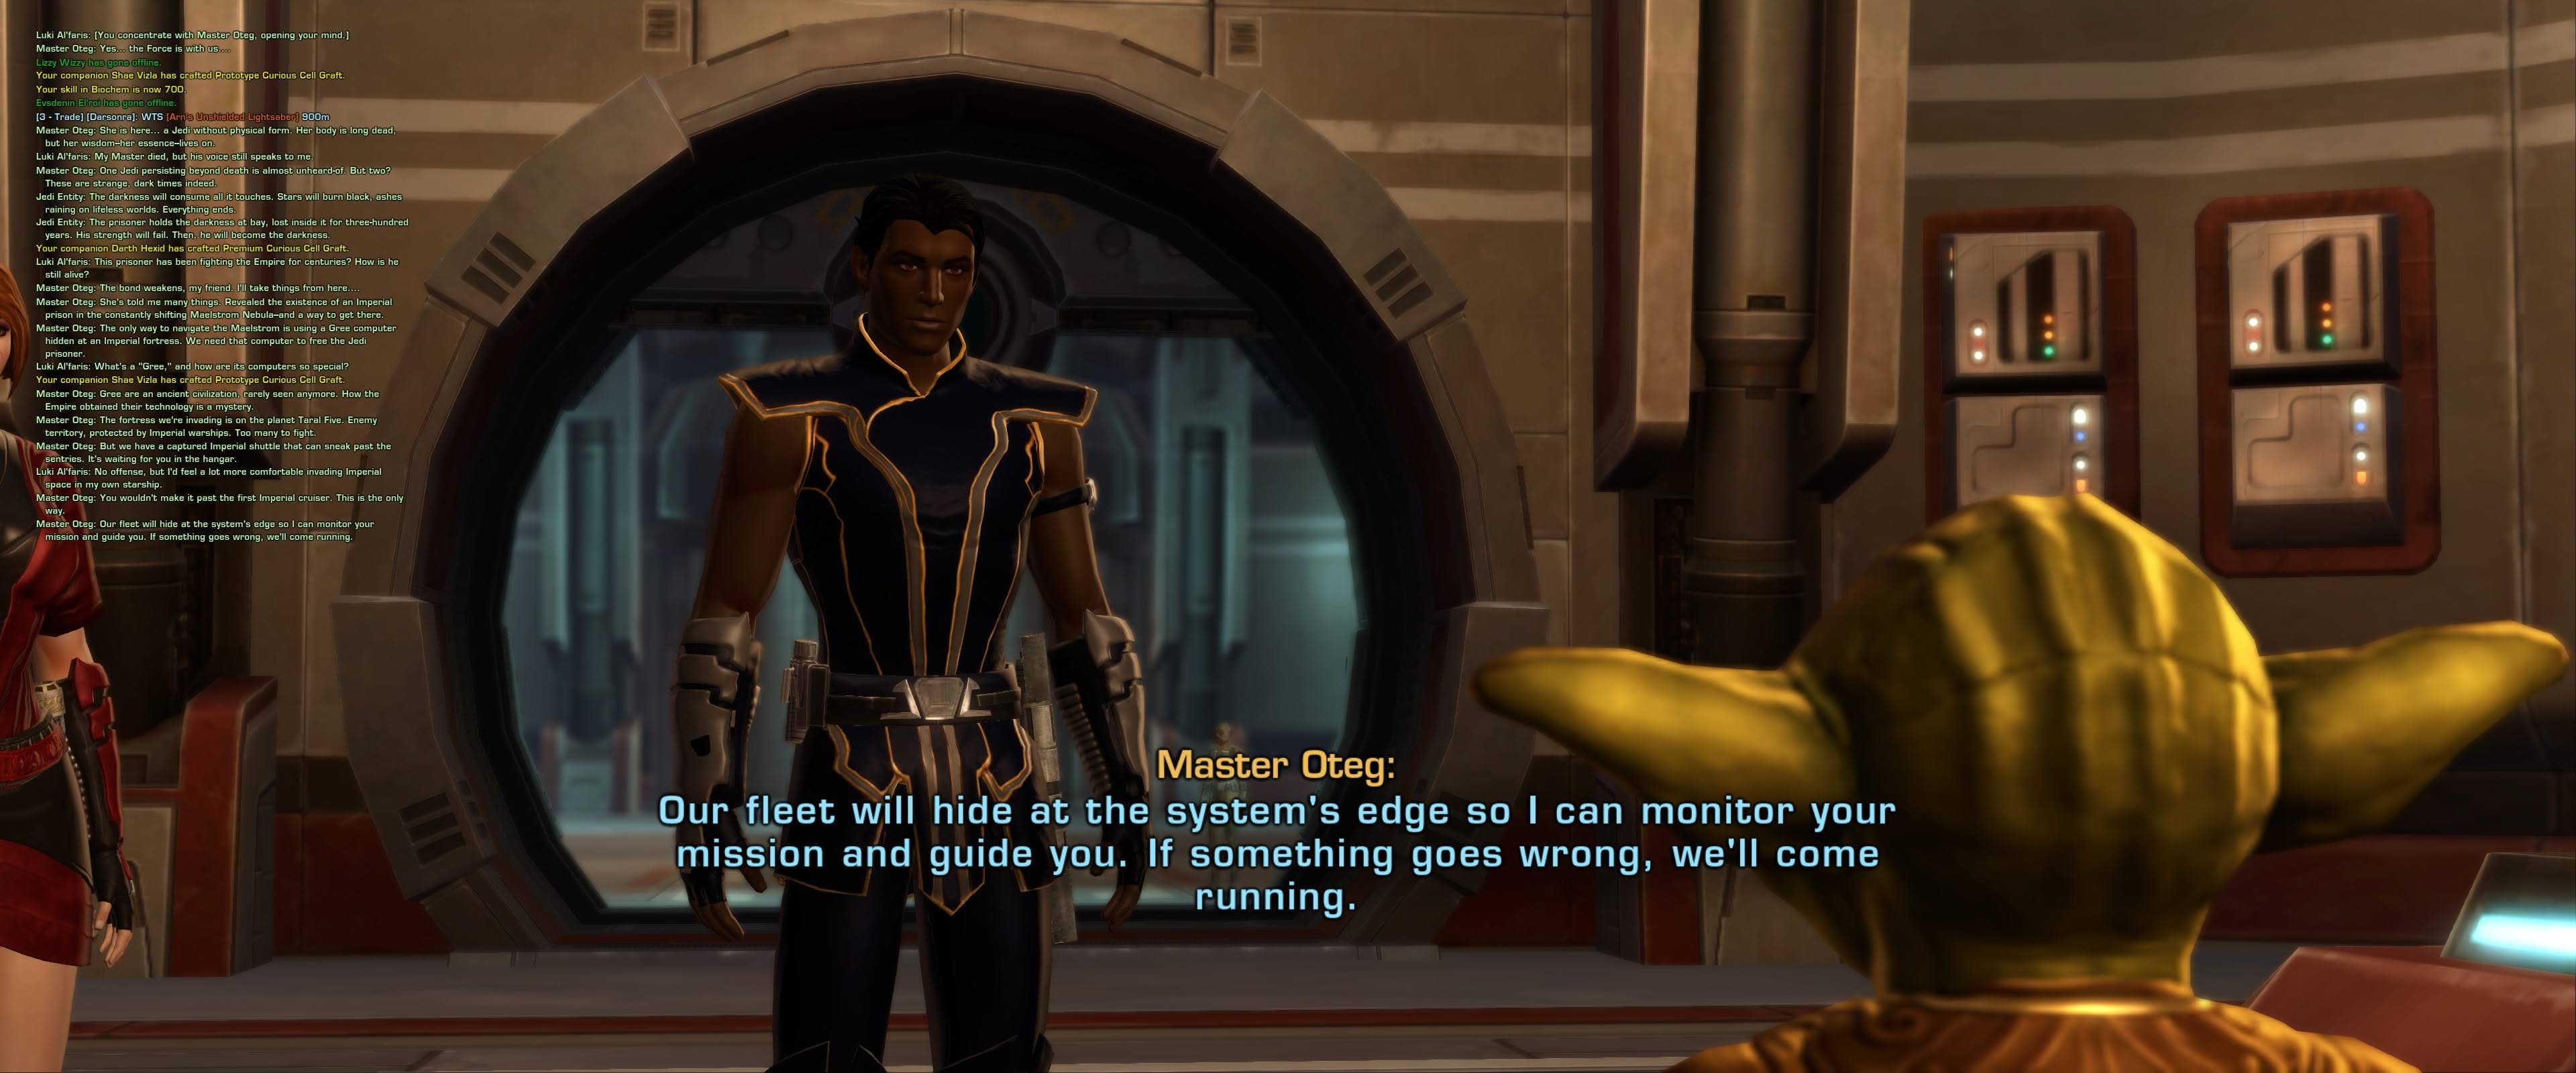 Luki Al'faris: [You concentrate with Master Oteg, opening your mind.]
Master Oteg: Yes... the Force is with us....
Lizzy Wizzy has gone offline.
Your companion Shae Vizla has crafted Prototype Curious Cell Graft.
Your skill in Biochem is now 700.
Evsdenin El'roi has gone offline.
[3 - Trade] [Darsonra]: WTS [Arn's Unshielded Lightsaber] 900m
Master Oteg: She is here... a Jedi without physical form. Her body is long dead,
but her wisdom–her essence–lives on.
Luki Al'faris: My Master died, but his voice still speaks to me.
Master Oteg: One Jedi persisting beyond death is almost unheard-of. But two?
These are strange, dark times indeed.
Jedi Entity: The darkness will consume all it touches. Stars will burn black, ashes
raining on lifeless worlds. Everything ends.
Jedi Entity: The prisoner holds the darkness at bay, lost inside it for three-hundred
years. His strength will fail. Then, he will become the darkness.
Your companion Darth Hexid has crafted Premium Curious Cell Graft.
Luki Al'faris: This prisoner has been fighting the Empire for centuries? How is he
still alive?
Master Oteg: The bond weakens, my friend. I'll take things from here....
Master Oteg: She's told me many things. Revealed the existence of an Imperial
prison in the constantly shifting Maelstrom Nebula–and a way to get there.
Master Oteg: The only way to navigate the Maelstrom is using a Gree computer
hidden at an Imperial fortress. We need that computer to free the Jedi
prisoner.
Luki Al'faris: What's a "Gree," and how are its computers so special?
Your companion Shae Vizla has crafted Prototype Curious Cell Graft.
Master Oteg: Gree are an ancient civilization, rarely seen anymore. How the
Empire obtained their technology is a mystery.
Master Oteg: The fortress we're invading is on the planet Taral Five. Enemy
territory, protected by Imperial warships. Too many to fight.
Master Oteg: But we have a captured Imperial shuttle that can sneak past the
sentries. It's waiting for you in the hangar.
Luki Al'faris: No offense, but I'd feel a lot more comfortable invading Imperial
space in my own starship.
Master Oteg: You wouldn't make it past the first Imperial cruiser. This is the only
way.
Master Oteg: Our fleet will hide at the system's edge so I can monitor your
mission and guide you. If something goes wrong, we'll come running.
Master Oteg:
Our fleet will hide at the system's edge so I can monitor your
mission and guide you. If something goes wrong, we'll come
running.